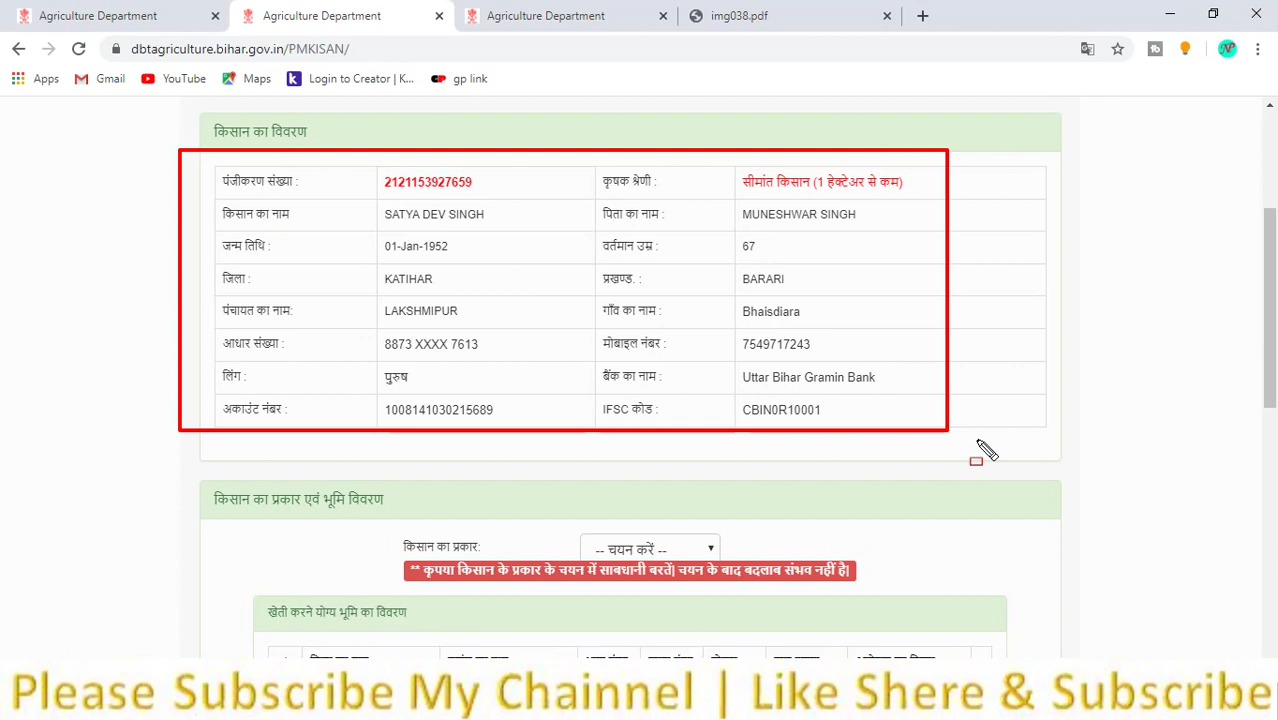 Agriculture Department Agriculture Department Agriculture Department img038.pdf
dbtagriculture.bihar.gov.in/PMKISAN/
Apps Gmail YouTube Maps Login to Creator | K... gp link
किसान का विवरण
पंजीकरण संख्या : 2121153927659 कृषक श्रेणी : सीमांत किसान (1 हेक्टेअर से कम)
किसान का नाम SATYA DEV SINGH पिता का नाम : MUNESHWAR SINGH
जन्म तिथि : 01-Jan-1952 वर्तमान उम्र : 67
जिला : KATIHAR प्रखण्ड. : BARARI
पंचायत का नाम: LAKSHMIPUR गाँव का नाम : Bhaisdiara
आधार संख्या : 8873 XXXX 7613 मोबाइल नंबर : 7549717243
लिंग : पुरुष बैंक का नाम : Uttar Bihar Gramin Bank
अकाउंट नंबर : 1008141030215689 IFSC कोड : CBIN0R10001
किसान का प्रकार एवं भूमि विवरण
किसान का प्रकार: -- चयन करें --
** कृपया किसान के प्रकार के चयन में साबधानी बरतें| चयन के बाद बदलाब संभव नहीं है|
खेती करने योग्य भूमि का विवरण
Please Subscribe My Chainnel | Like Shere & Subscribe